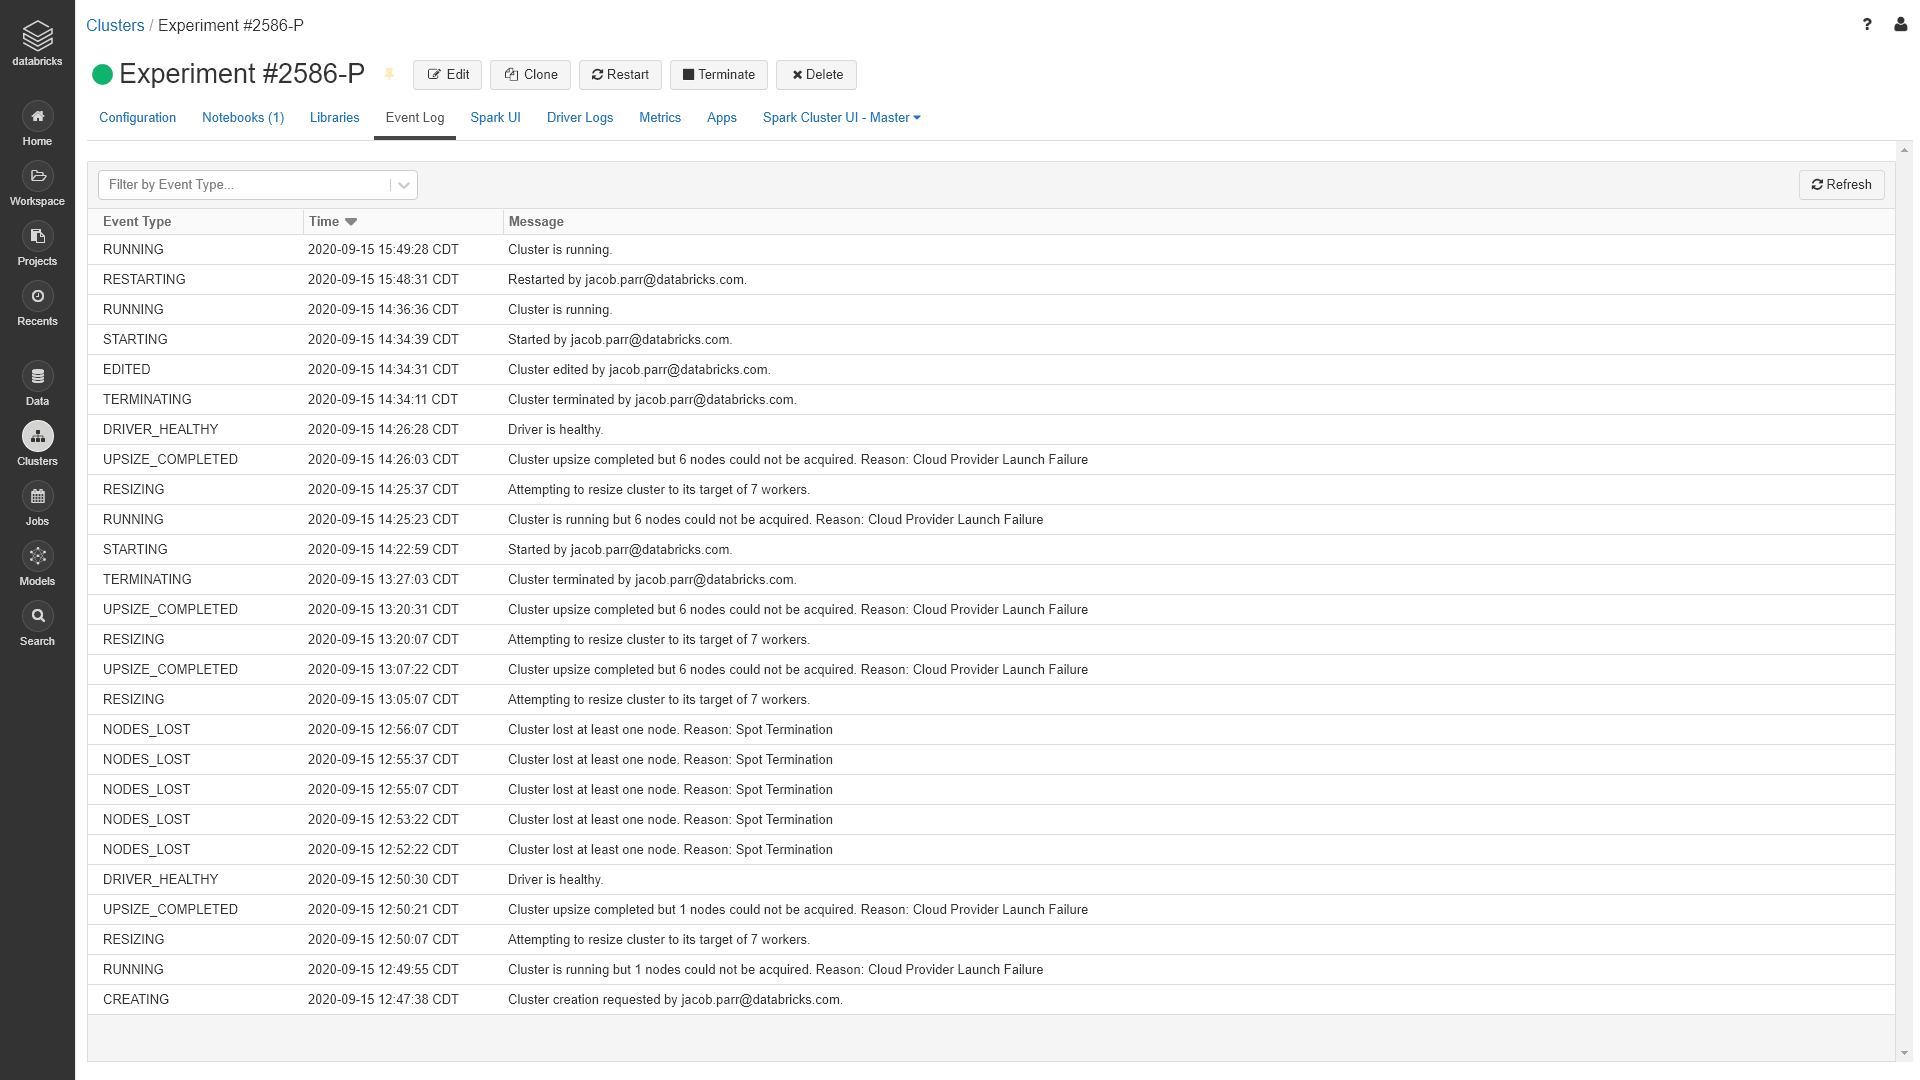 databricks
Home
Workspace
Projects
Recents
Data
Clusters
Jobs
Models
Search
Clusters / Experiment #2586-P
?
Experiment #2586-P Edit Clone Restart Terminate Delete
Configuration Notebooks (1) Libraries Event Log Spark UI Driver Logs Metrics Apps Spark Cluster UI - Master
Filter by Event Type... Refresh
Event Type Time Message
RUNNING 2020-09-15 15:49:28 CDT Cluster is running.
RESTARTING 2020-09-15 15:48:31 CDT Restarted by jacob.parr@databricks.com.
RUNNING 2020-09-15 14:36:36 CDT Cluster is running.
STARTING 2020-09-15 14:34:39 CDT Started by jacob.parr@databricks.com.
EDITED 2020-09-15 14:34:31 CDT Cluster edited by jacob.parr@databricks.com.
TERMINATING 2020-09-15 14:34:11 CDT Cluster terminated by jacob.parr@databricks.com.
DRIVER_HEALTHY 2020-09-15 14:26:28 CDT Driver is healthy.
UPSIZE_COMPLETED 2020-09-15 14:26:03 CDT Cluster upsize completed but 6 nodes could not be acquired. Reason: Cloud Provider Launch Failure
RESIZING 2020-09-15 14:25:37 CDT Attempting to resize cluster to its target of 7 workers.
RUNNING 2020-09-15 14:25:23 CDT Cluster is running but 6 nodes could not be acquired. Reason: Cloud Provider Launch Failure
STARTING 2020-09-15 14:22:59 CDT Started by jacob.parr@databricks.com.
TERMINATING 2020-09-15 13:27:03 CDT Cluster terminated by jacob.parr@databricks.com.
UPSIZE_COMPLETED 2020-09-15 13:20:31 CDT Cluster upsize completed but 6 nodes could not be acquired. Reason: Cloud Provider Launch Failure
RESIZING 2020-09-15 13:20:07 CDT Attempting to resize cluster to its target of 7 workers.
UPSIZE_COMPLETED 2020-09-15 13:07:22 CDT Cluster upsize completed but 6 nodes could not be acquired. Reason: Cloud Provider Launch Failure
RESIZING 2020-09-15 13:05:07 CDT Attempting to resize cluster to its target of 7 workers.
NODES_LOST 2020-09-15 12:56:07 CDT Cluster lost at least one node. Reason: Spot Termination
NODES_LOST 2020-09-15 12:55:37 CDT Cluster lost at least one node. Reason: Spot Termination
NODES_LOST 2020-09-15 12:55:07 CDT Cluster lost at least one node. Reason: Spot Termination
NODES_LOST 2020-09-15 12:53:22 CDT Cluster lost at least one node. Reason: Spot Termination
NODES_LOST 2020-09-15 12:52:22 CDT Cluster lost at least one node. Reason: Spot Termination
DRIVER_HEALTHY 2020-09-15 12:50:30 CDT Driver is healthy.
UPSIZE_COMPLETED 2020-09-15 12:50:21 CDT Cluster upsize completed but 1 nodes could not be acquired. Reason: Cloud Provider Launch Failure
RESIZING 2020-09-15 12:50:07 CDT Attempting to resize cluster to its target of 7 workers.
RUNNING 2020-09-15 12:49:55 CDT Cluster is running but 1 nodes could not be acquired. Reason: Cloud Provider Launch Failure
CREATING 2020-09-15 12:47:38 CDT Cluster creation requested by jacob.parr@databricks.com.